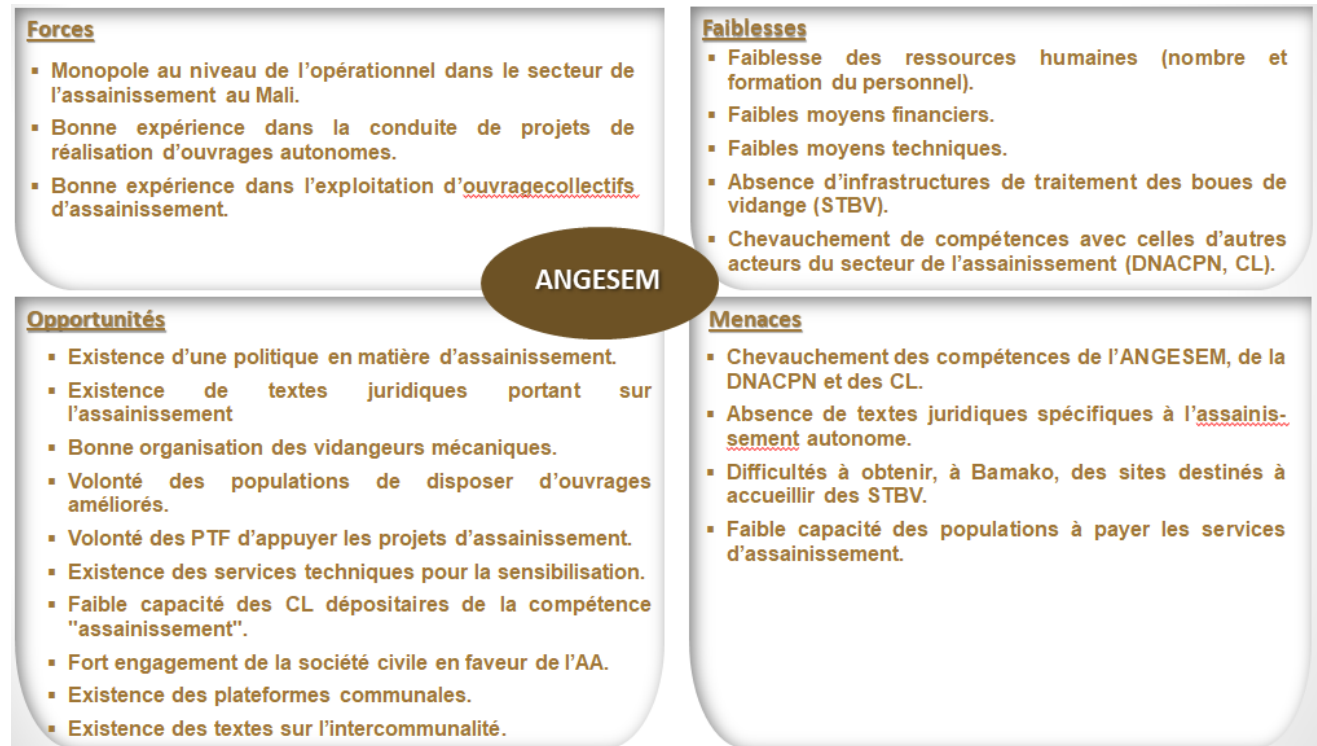 Forces
▪ Monopole au niveau de l'opérationnel dans le secteur de
l'assainissement au Mali.
▪ Bonne expérience dans la conduite de projets de
réalisation d'ouvrages autonomes.
▪ Bonne expérience dans l'exploitation d'ouvragecollectifs
d'assainissement.
Faiblesses
▪ Faiblesse des ressources humaines (nombre et
formation du personnel).
▪ Faibles moyens financiers.
▪ Faibles moyens techniques.
▪ Absence d'infrastructures de traitement des boues de
vidange (STBV).
▪ Chevauchement de compétences avec celles d'autres
acteurs du secteur de l'assainissement (DNACPN, CL).
ANGESEM
Opportunités
▪ Existence d'une politique en matière d'assainissement.
▪ Existence de textes juridiques portant sur
l'assainissement
▪ Bonne organisation des vidangeurs mécaniques.
▪ Volonté des populations de disposer d'ouvrages
améliorés.
▪ Volonté des PTF d'appuyer les projets d'assainissement.
▪ Existence des services techniques pour la sensibilisation.
▪ Faible capacité des CL dépositaires de la compétence
"assainissement".
▪ Fort engagement de la société civile en faveur de l'AA.
▪ Existence des plateformes communales.
▪ Existence des textes sur l'intercommunalité.
Menaces
▪ Chevauchement des compétences de l'ANGESEM, de la
DNACPN et des CL.
▪ Absence de textes juridiques spécifiques à l'assainis-
sement autonome.
▪ Difficultés à obtenir, à Bamako, des sites destinés à
accueillir des STBV.
▪ Faible capacité des populations à payer les services
d'assainissement.